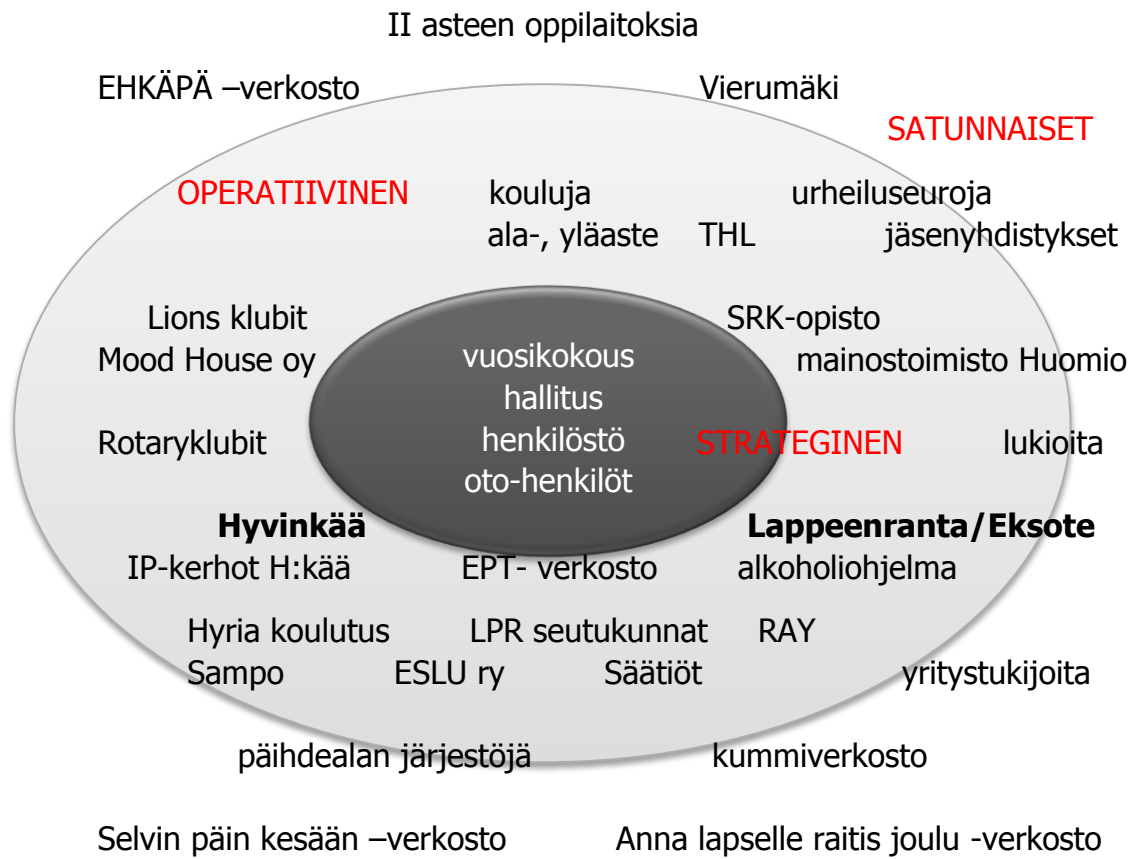 II asteen oppilaitoksia
EHKÄPÄ –verkosto Vierumäki
SATUNNAISET
OPERATIIVINEN kouluja urheiluseuroja
ala-, yläaste THL jäsenyhdistykset
Lions klubit SRK-opisto
Mood House oy vuosikokous mainostoimisto Huomio
hallitus
Rotaryklubit henkilöstö STRATEGINEN lukioita
oto-henkilöt
Hyvinkää Lappeenranta/Eksote
IP-kerhot H:kää EPT- verkosto alkoholiohjelma
Hyria koulutus LPR seutukunnat RAY
Sampo ESLU ry Säätiöt yritystukijoita
päihdealan järjestöjä kummiverkosto
Selvin päin kesään –verkosto Anna lapselle raitis joulu -verkosto